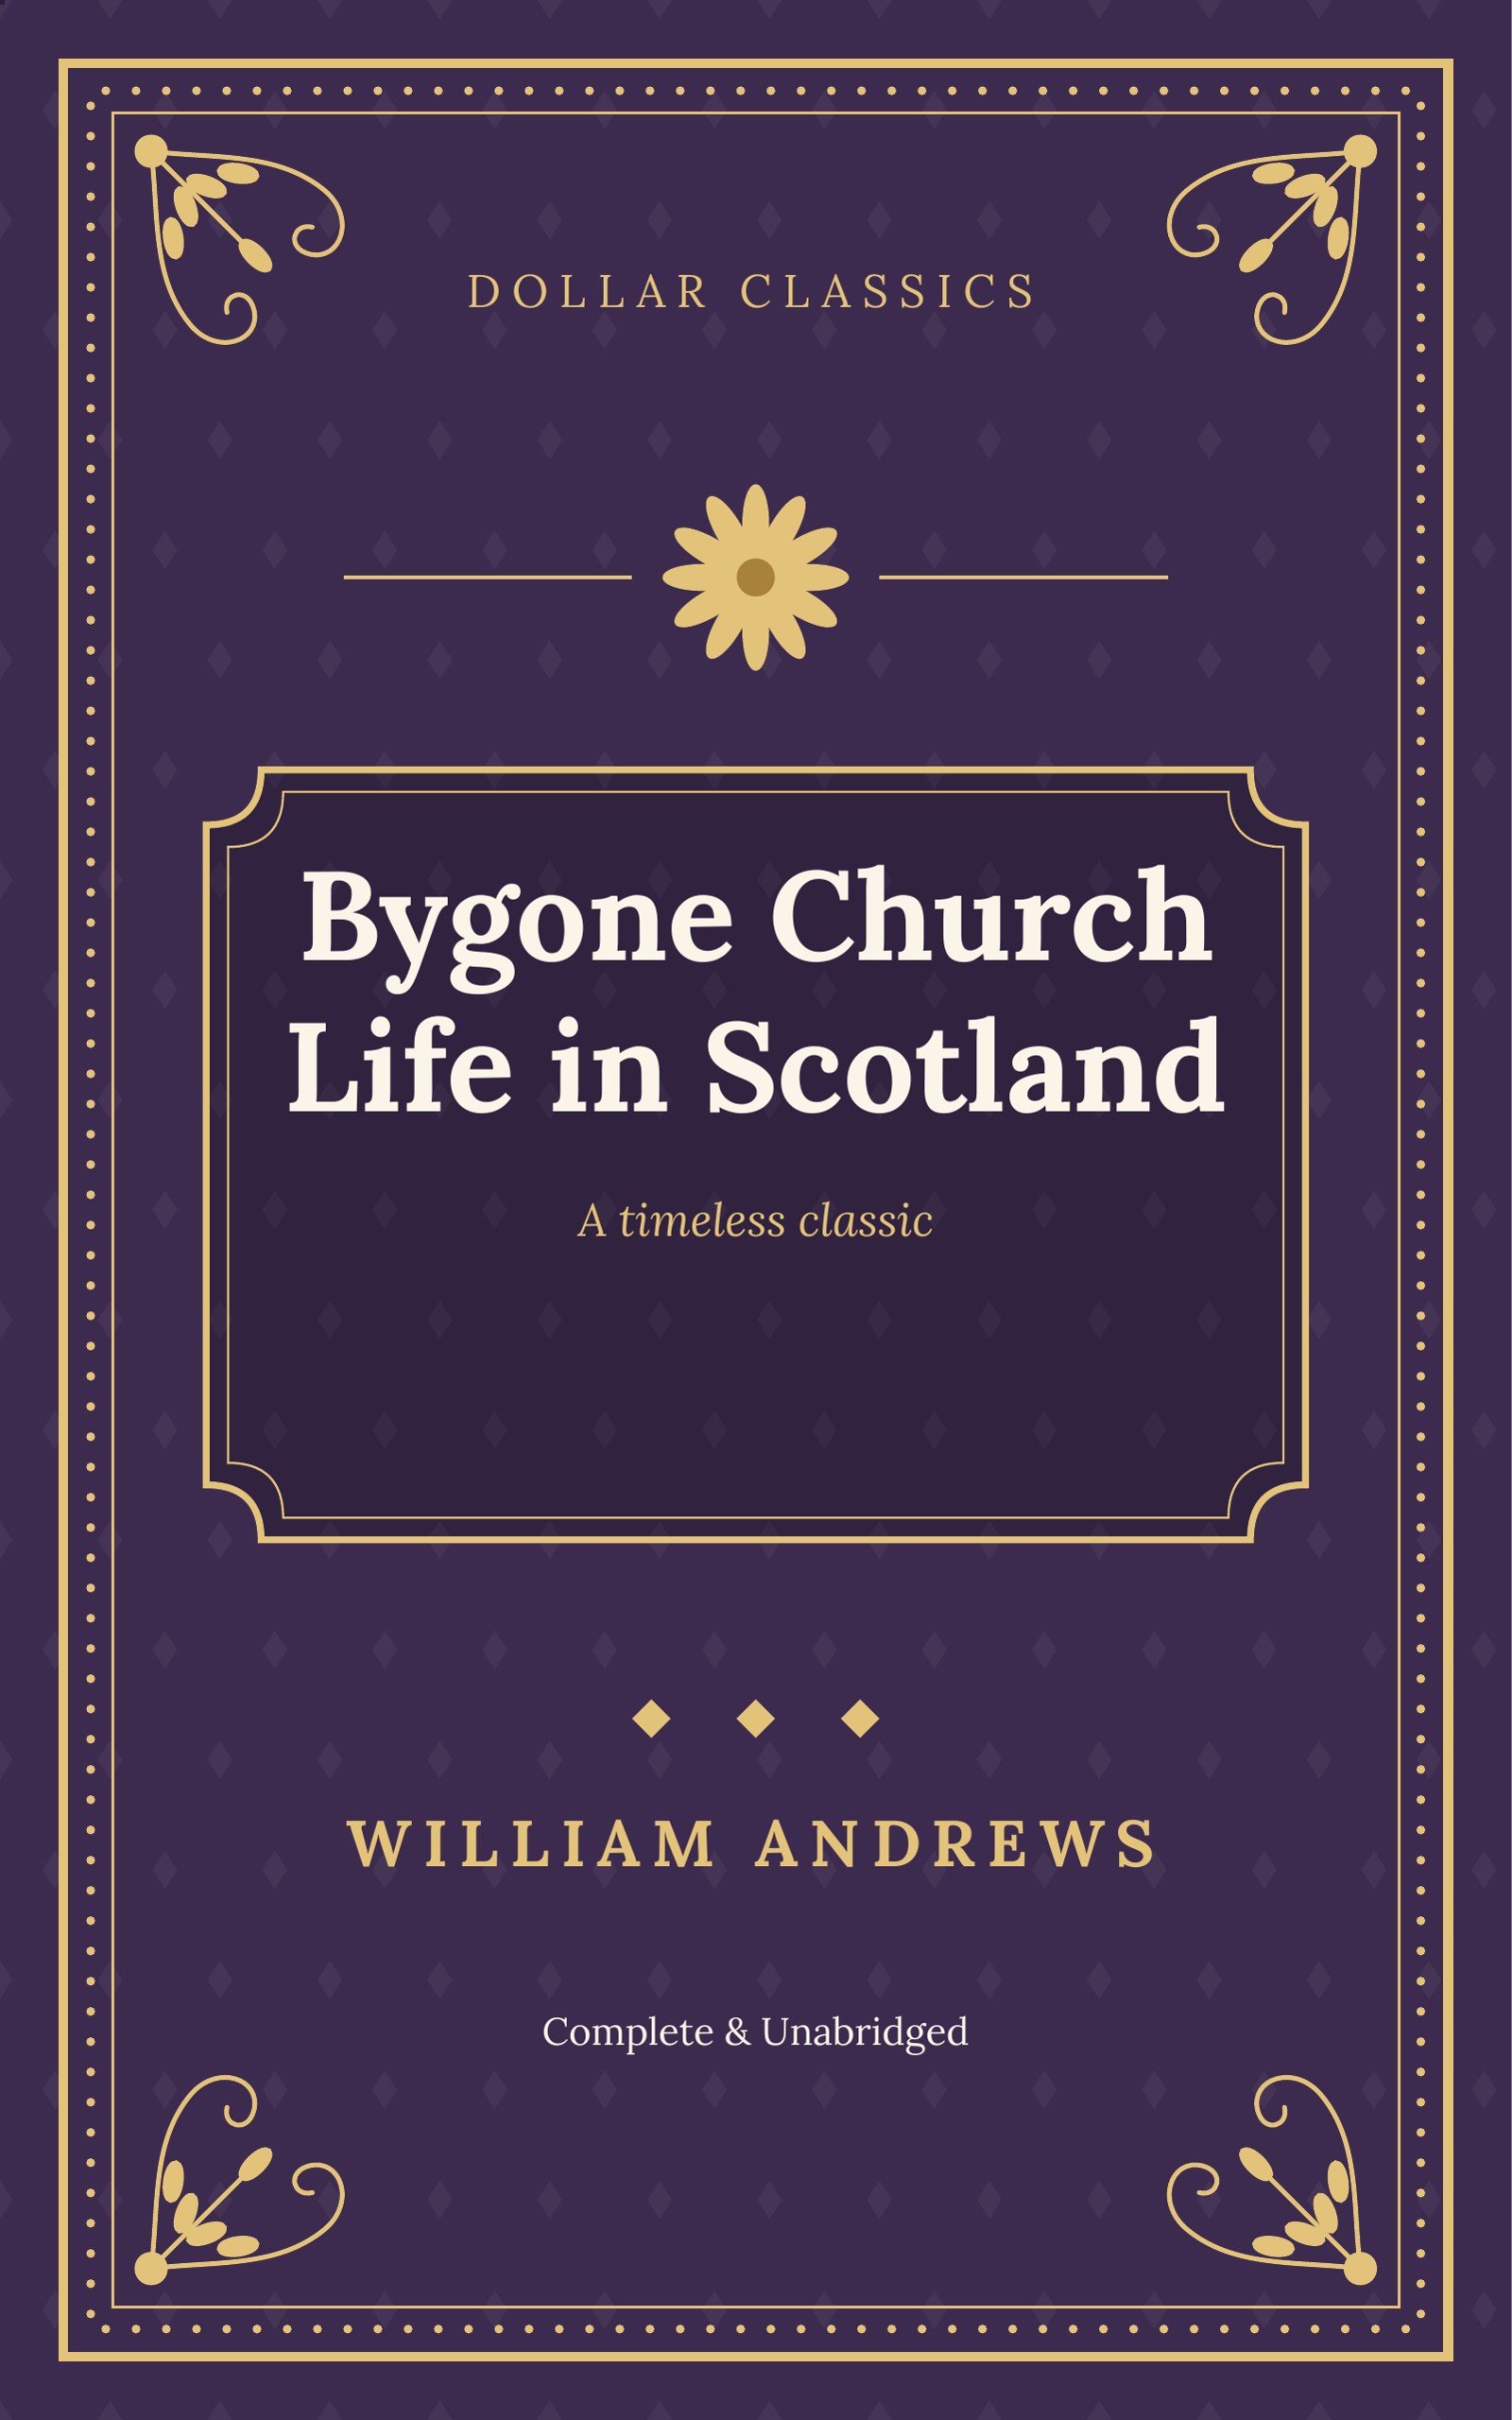 DOLLAR CLASSICS
Bygone Church
Life in Scotland
A timeless classic
WILLIAM ANDREWS
Complete & Unabridged